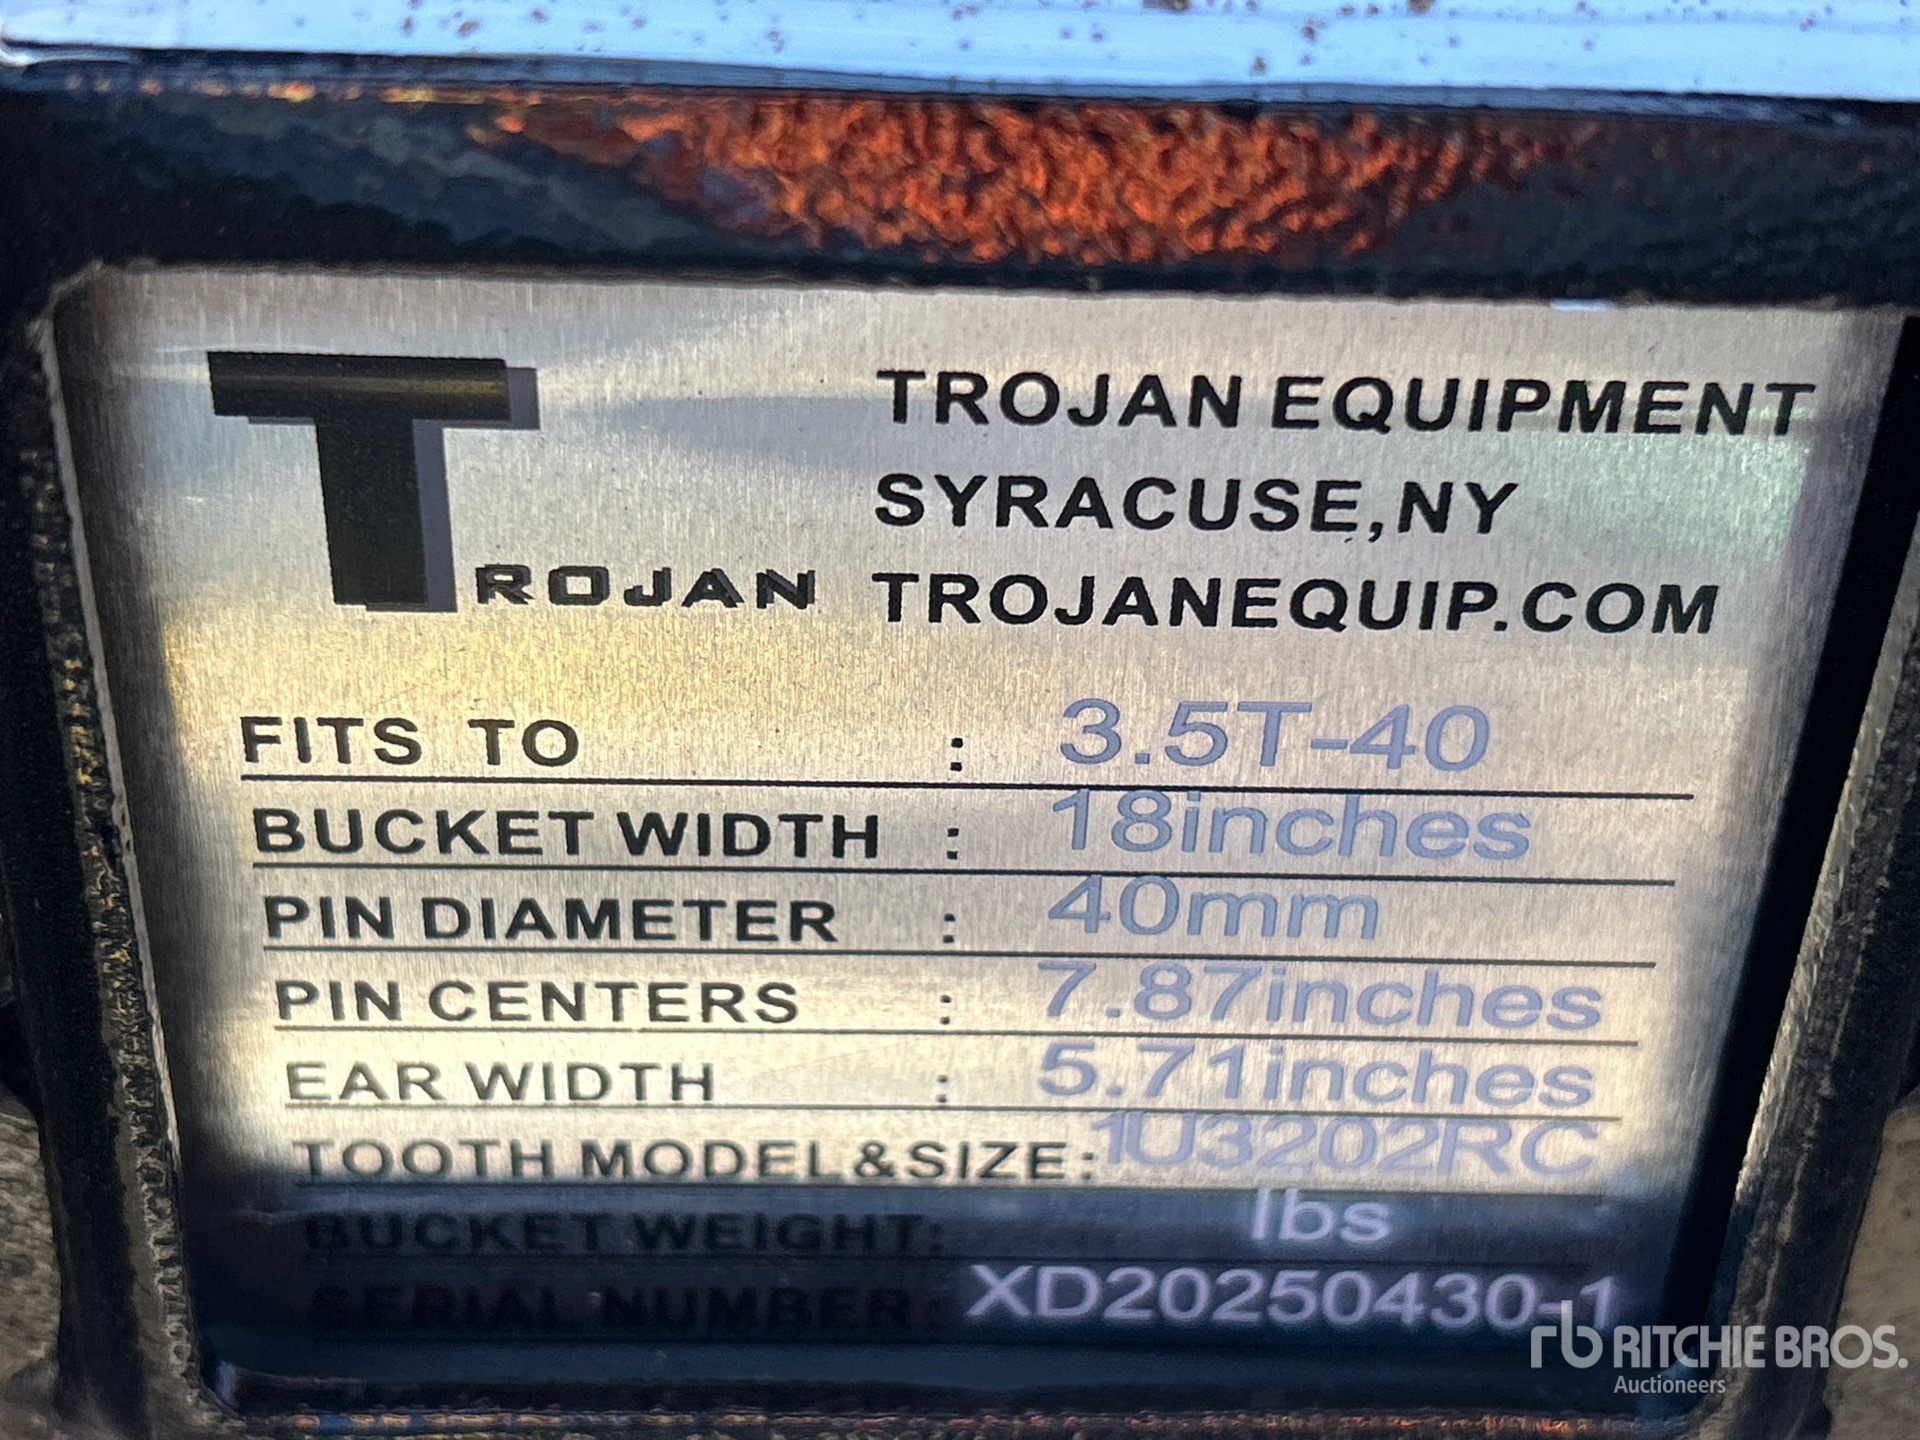 TROJAN
TROJAN EQUIPMENT
SYRACUSE,NY
TROJANEQUIP.COM
FITS TO : 3.5T-40
BUCKET WIDTH : 18inches
PIN DIAMETER : 40mm
PIN CENTERS : 7.87inches
EAR WIDTH : 5.71inches
TOOTH MODEL&SIZE: 1U3202RC
BUCKET WEIGHT: lbs
SERIAL NUMBER: XD20250430-1
rb RITCHIE BROS.
Auctioneers